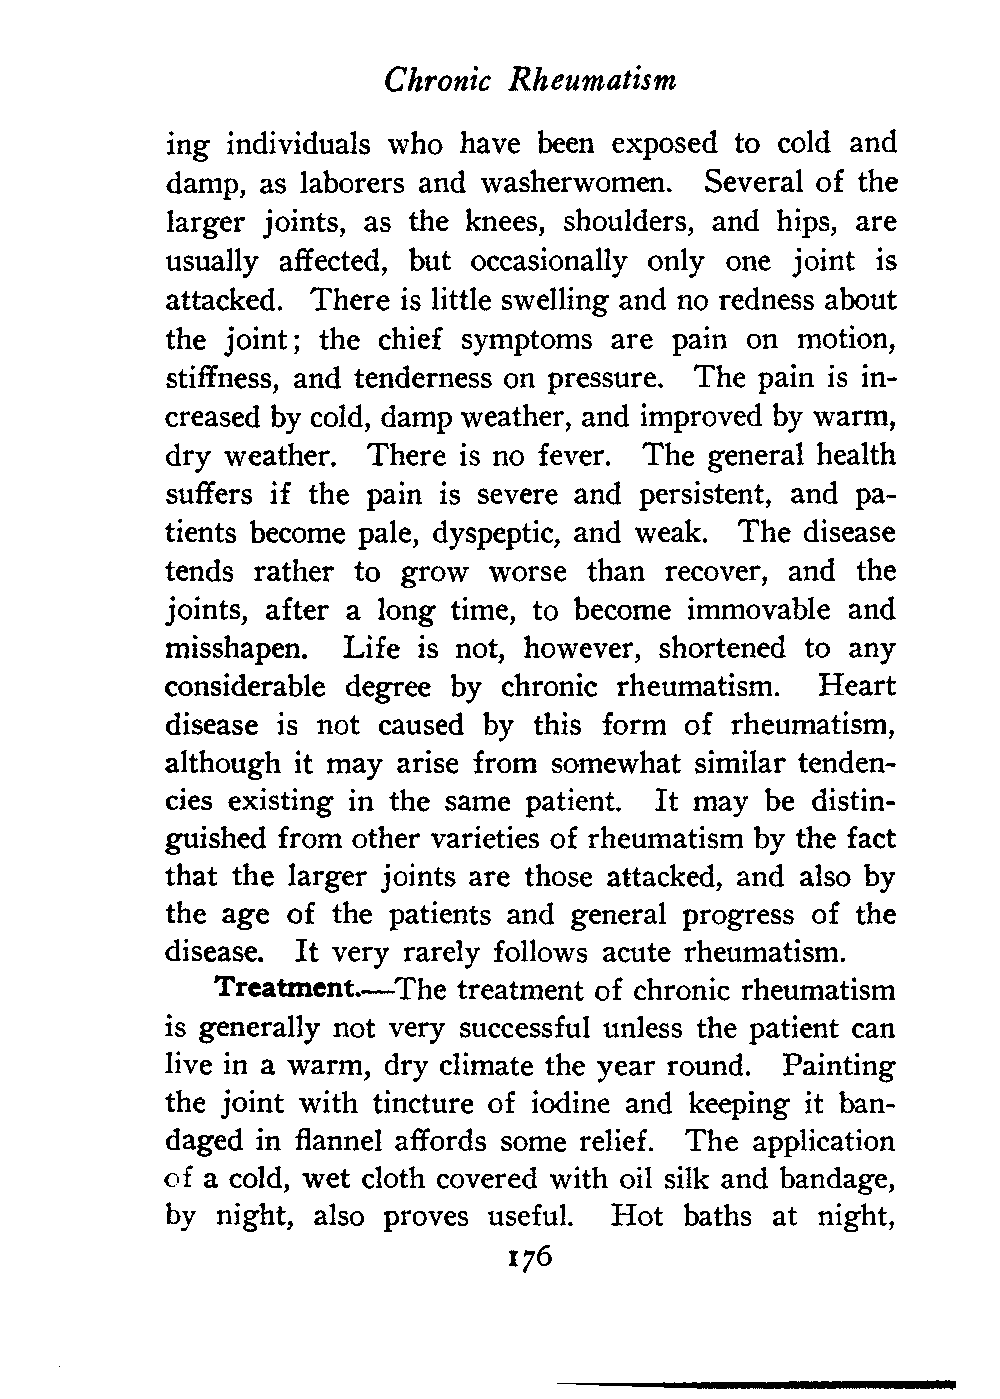 Chronic Rheumatism
ing individuals who have been exposed to cold and
damp, as laborers and washerwomen. Several of the
larger joints, as the knees, shoulders, and hips, are
usually affected, but occasionally only one joint is
attacked. There is little swelling and no redness about
the joint; the chief symptoms are pain on motion,
stiffness, and tenderness on pressure. The pain is in-
creased by cold, damp weather, and improved by warm,
dry weather. There is no fever. The general health
suffers if the pain is severe and persistent, and pa-
tients become pale, dyspeptic, and weak. The disease
tends rather to grow worse than recover, and the
joints, after a long time, to become immovable and
misshapen. Life is not, however, shortened to any
considerable degree by chronic rheumatism. Heart
disease is not caused by this form of rheumatism,
although it may arise from somewhat similar tenden-
cies existing in the same patient. It may be distin-
guished from other varieties of rheumatism by the fact
that the larger joints are those attacked, and also by
the age of the patients and general progress of the
disease. It very rarely follows acute rheumatism.
Treatment.—The treatment of chronic rheumatism
is generally not very successful unless the patient can
live in a warm, dry climate the year round. Painting
the joint with tincture of iodine and keeping it ban-
daged in flannel affords some relief. The application
of a cold, wet cloth covered with oil silk and bandage,
by night, also proves useful. Hot baths at night,
176